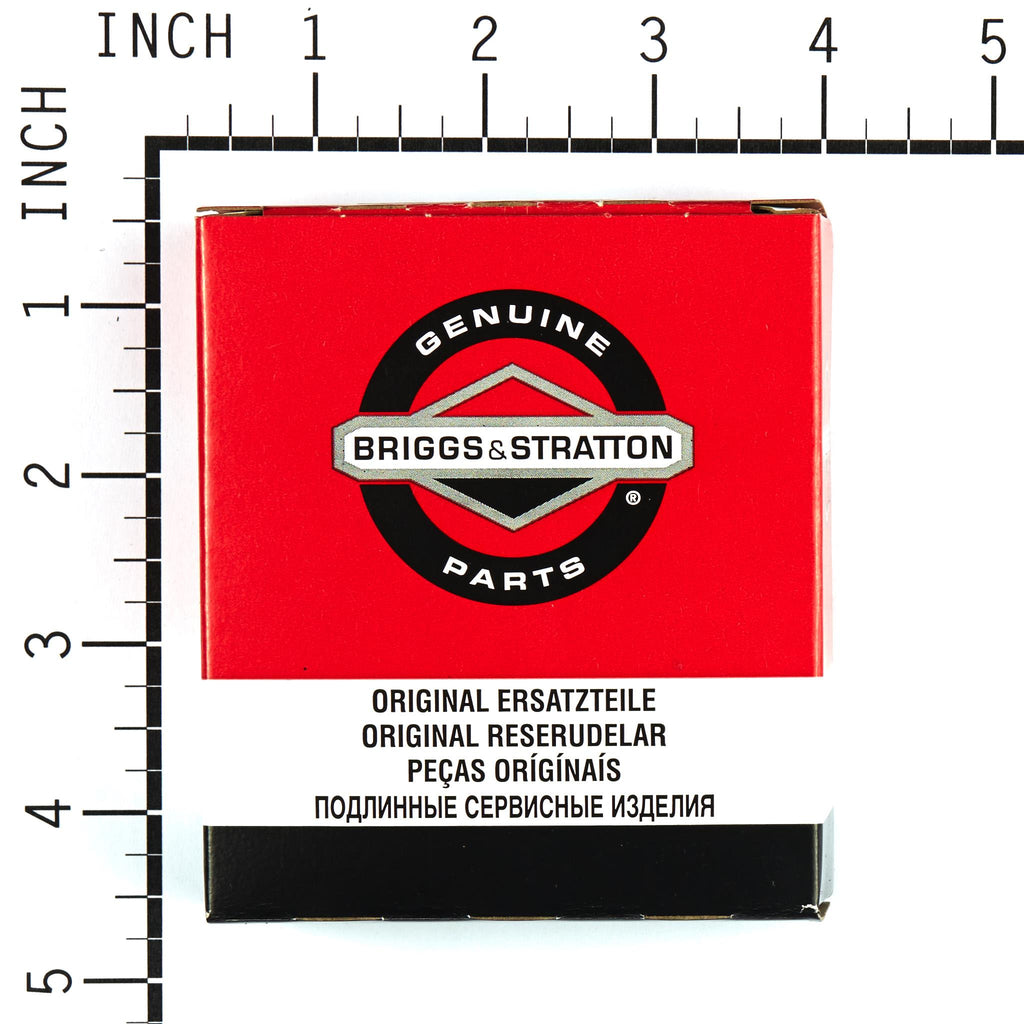 INCH 1 2 3 4 5
INCH
1
2
3
4
5
GENUINE
BRIGGS & STRATTON
®
PARTS
ORIGINAL ERSATZTEILE
ORIGINAL RESERUDELAR
PEÇAS ORÍGÍNAÍS
ПОДЛИННЫЕ СЕРВИСНЫЕ ИЗДЕЛИЯ